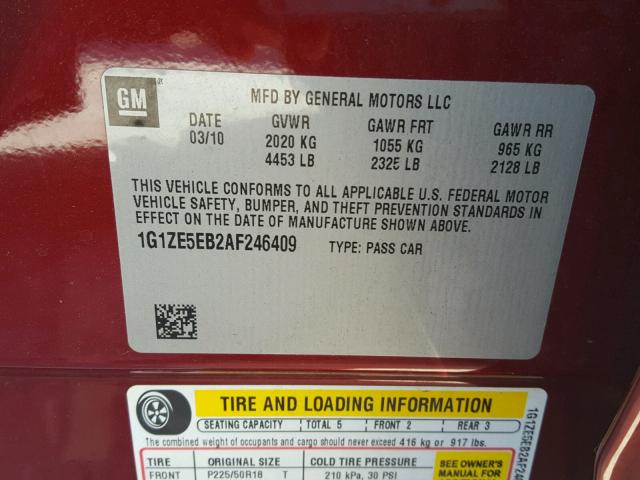 GM
MFD BY GENERAL MOTORS LLC
DATE GVWR GAWR FRT GAWR RR
03/10 2020 KG 1055 KG 965 KG
4453 LB 2325 LB 2128 LB
THIS VEHICLE CONFORMS TO ALL APPLICABLE U.S. FEDERAL MOTOR
VEHICLE SAFETY, BUMPER, AND THEFT PREVENTION STANDARDS IN
EFFECT ON THE DATE OF MANUFACTURE SHOWN ABOVE.
1G1ZE5EB2AF246409 TYPE: PASS CAR
TIRE AND LOADING INFORMATION
SEATING CAPACITY TOTAL 5 FRONT 2 REAR 3
The combined weight of occupants and cargo should never exceed 416 kg or 917 lbs.
TIRE ORIGINAL SIZE COLD TIRE PRESSURE
FRONT P225/50R18 T 210 kPa, 30 PSI
SEE OWNER'S
MANUAL FOR
1G1ZE5EB2AF24